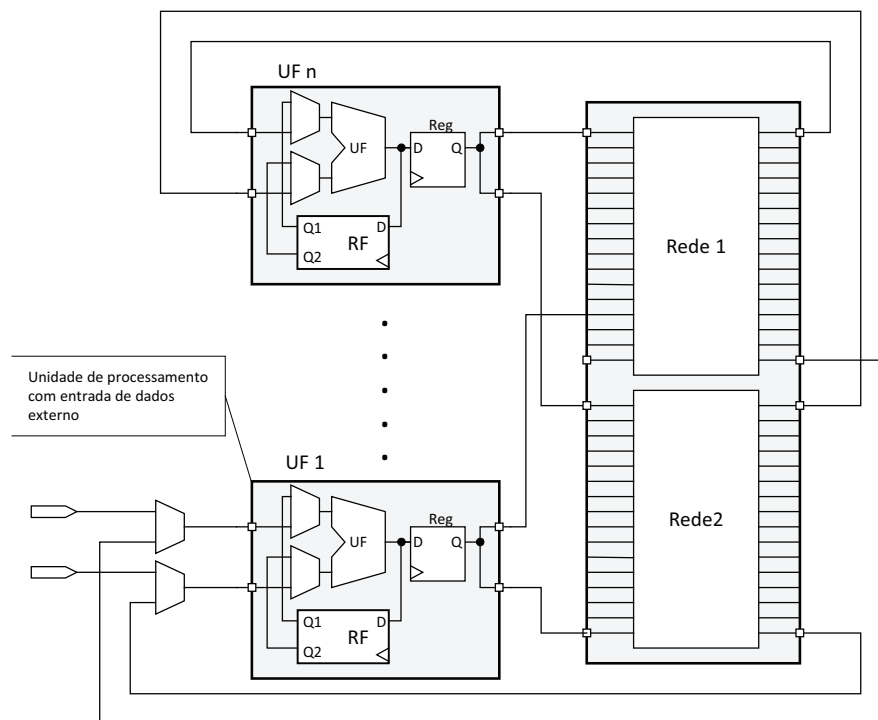 UF n
Reg
UF
D
Q
Q1
D
RF
Q2
Rede 1
Unidade de processamento
com entrada de dados
externo
UF 1
Reg
UF
D
Q
Q1
D
RF
Q2
Rede2